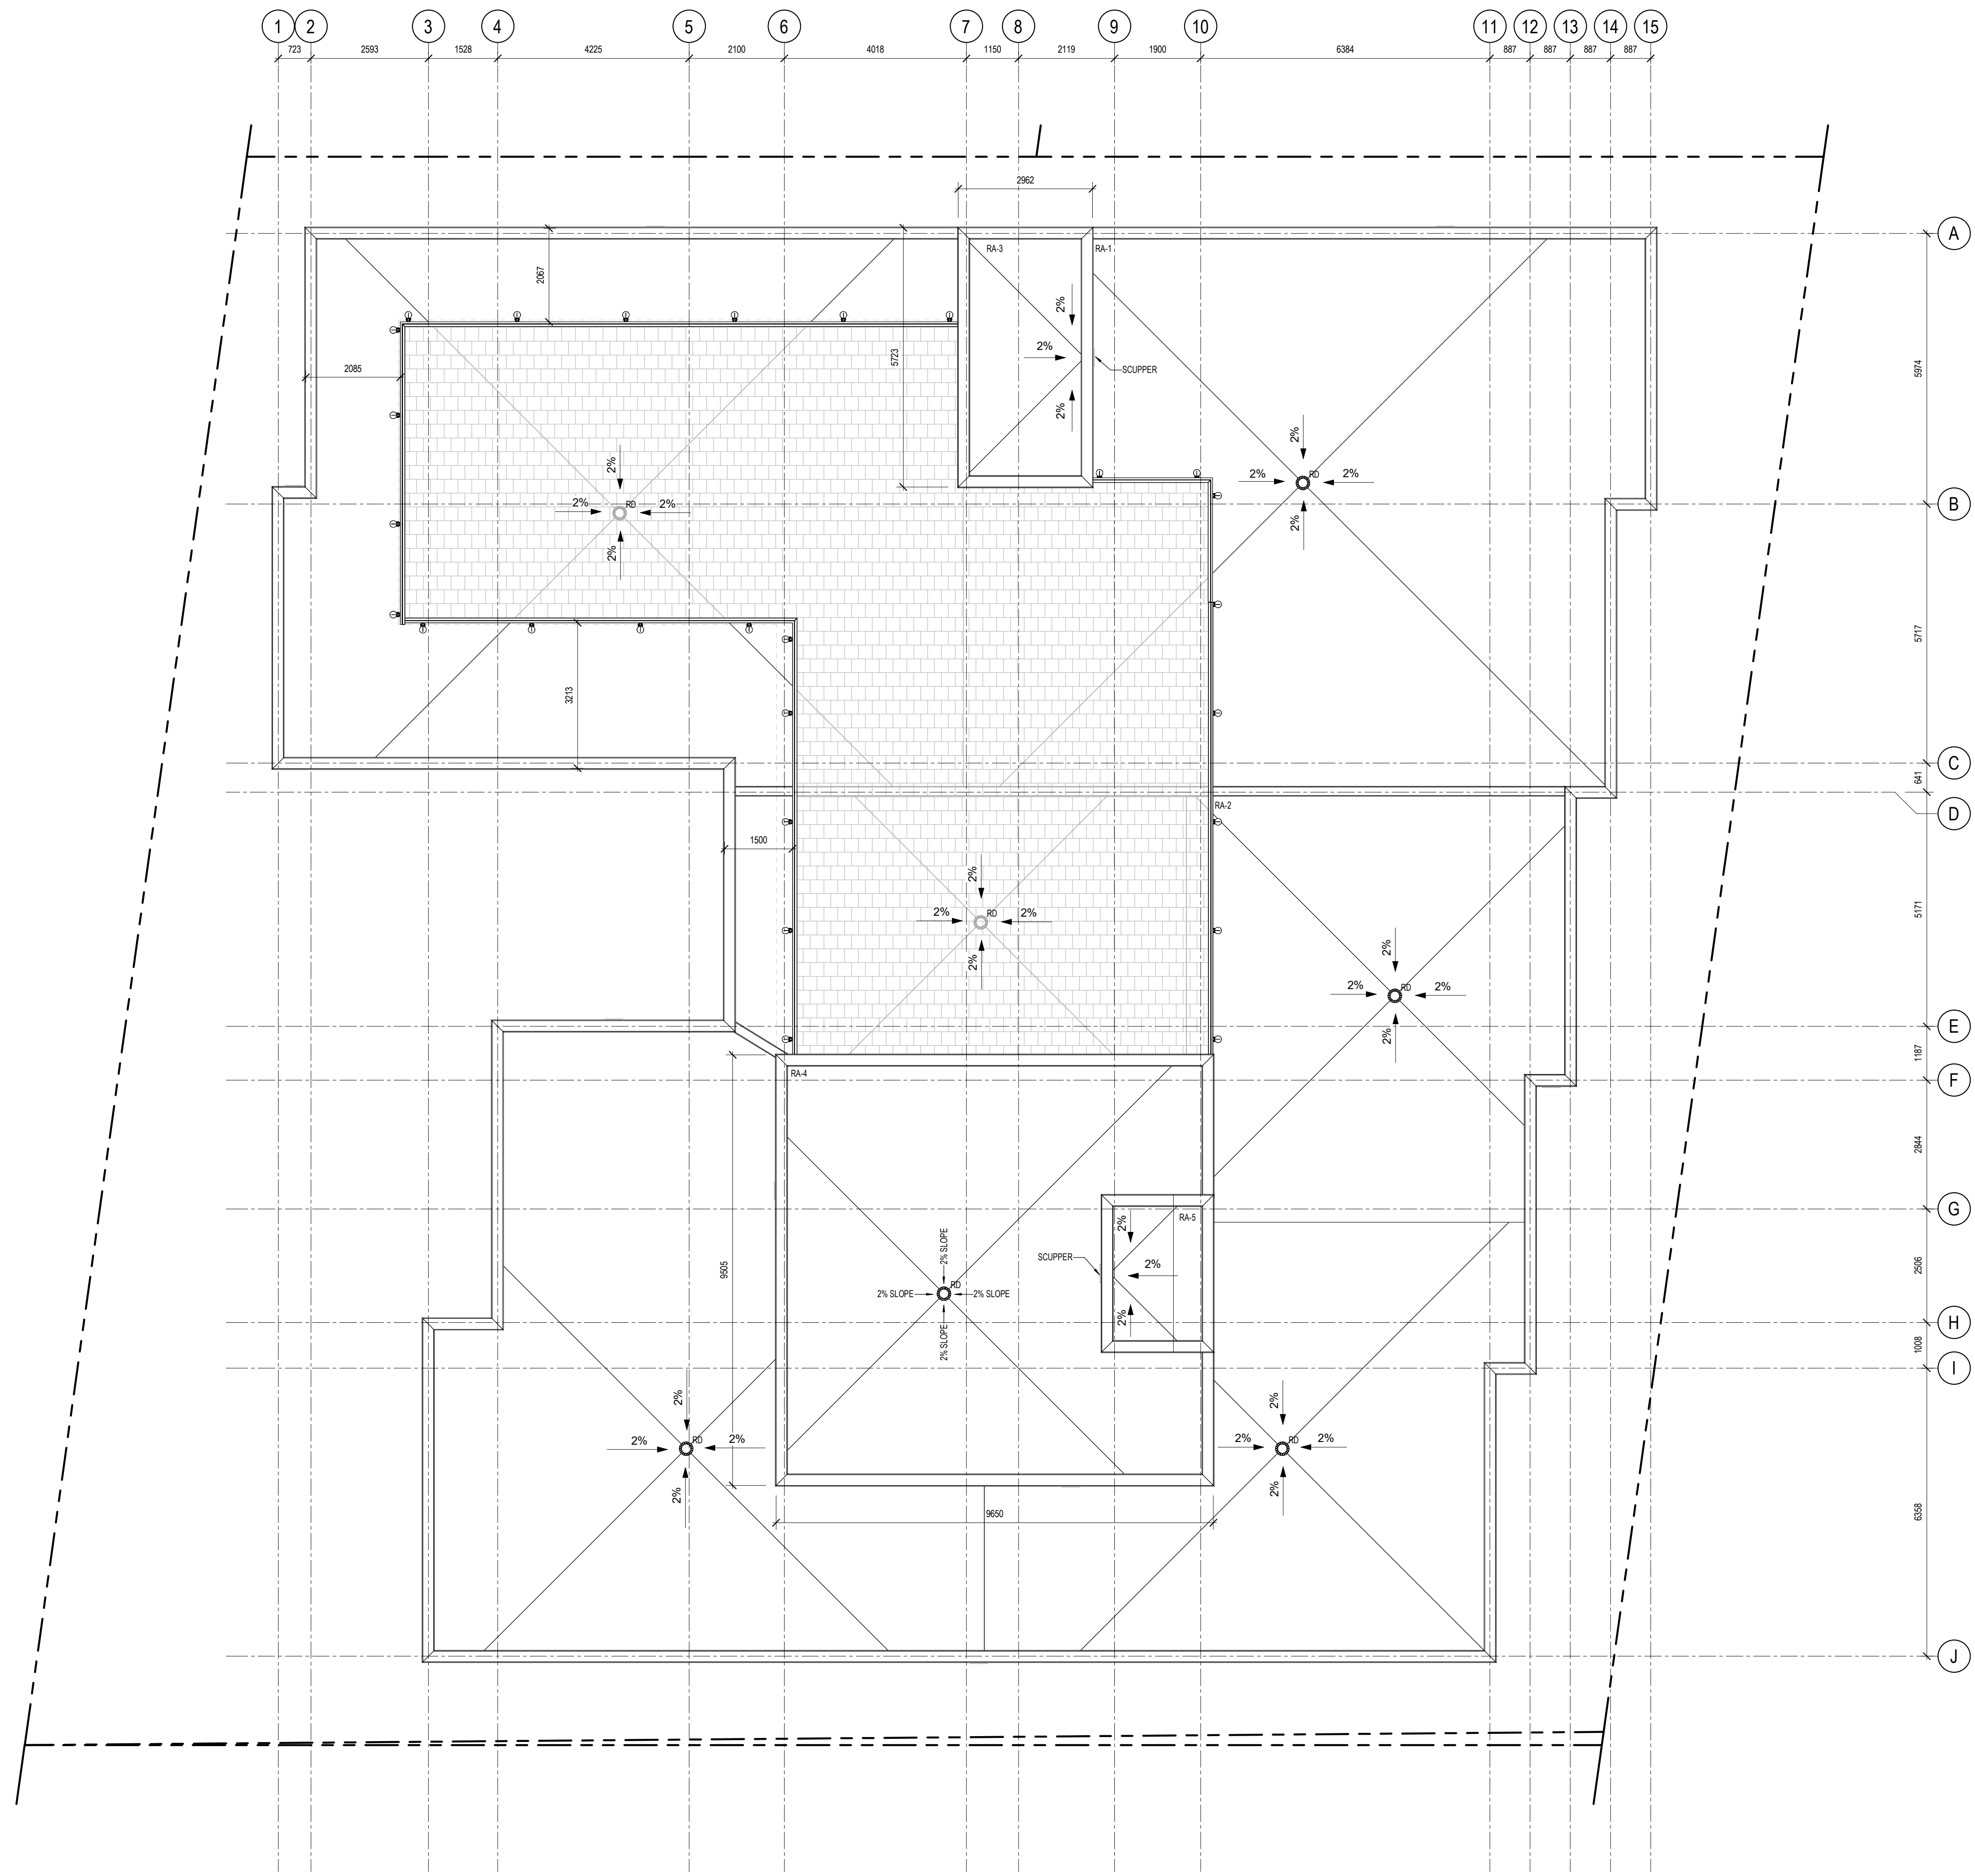 1 2 3 4 5 6 7 8 9 10 11 12 13 14 15
723 2593 1528 4225 2100 4018 1150 2119 1900 6384 887 887 887 887
2962
A
RA-3 RA-1
2067
2%
5974
2%
5723
SCUPPER
2085
2%
2%
2%
RD
2% 2%
2%
RD
2% 2%
B
2%
2%
5717
3213
C
641
RA-2
D
1500
2%
5171
RD
2% 2%
2%
2%
RD
2% 2%
E
2%
1187
RA-4
F
2844
G
RA-5
2%
2% SLOPE
SCUPPER
2%
9505
2506
RD
2% SLOPE 2% SLOPE
2%
H
2% SLOPE
1008
I
2%
2%
RD
2% 2%
RD
2% 2%
2%
2%
9650
6358
J